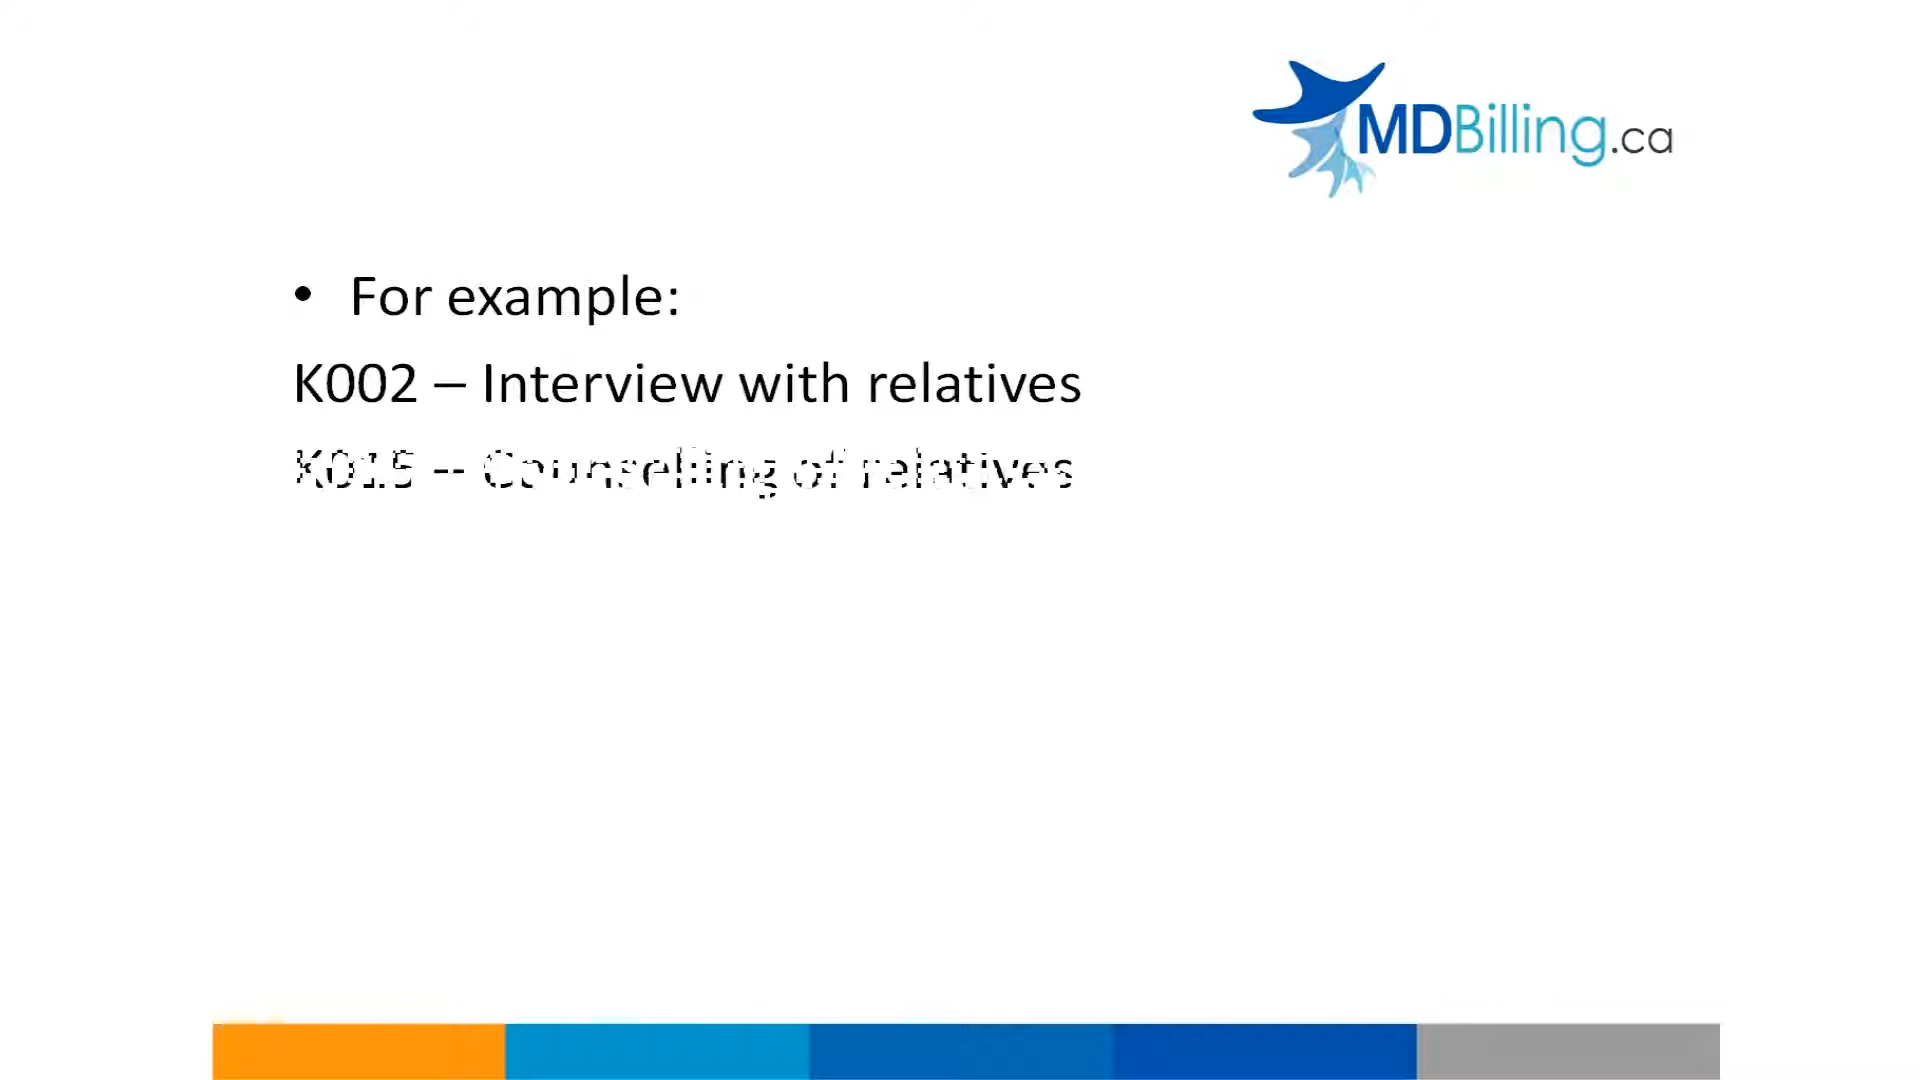 MDBilling.ca
• For example:
K002 – Interview with relatives
K015 – Counselling of relatives